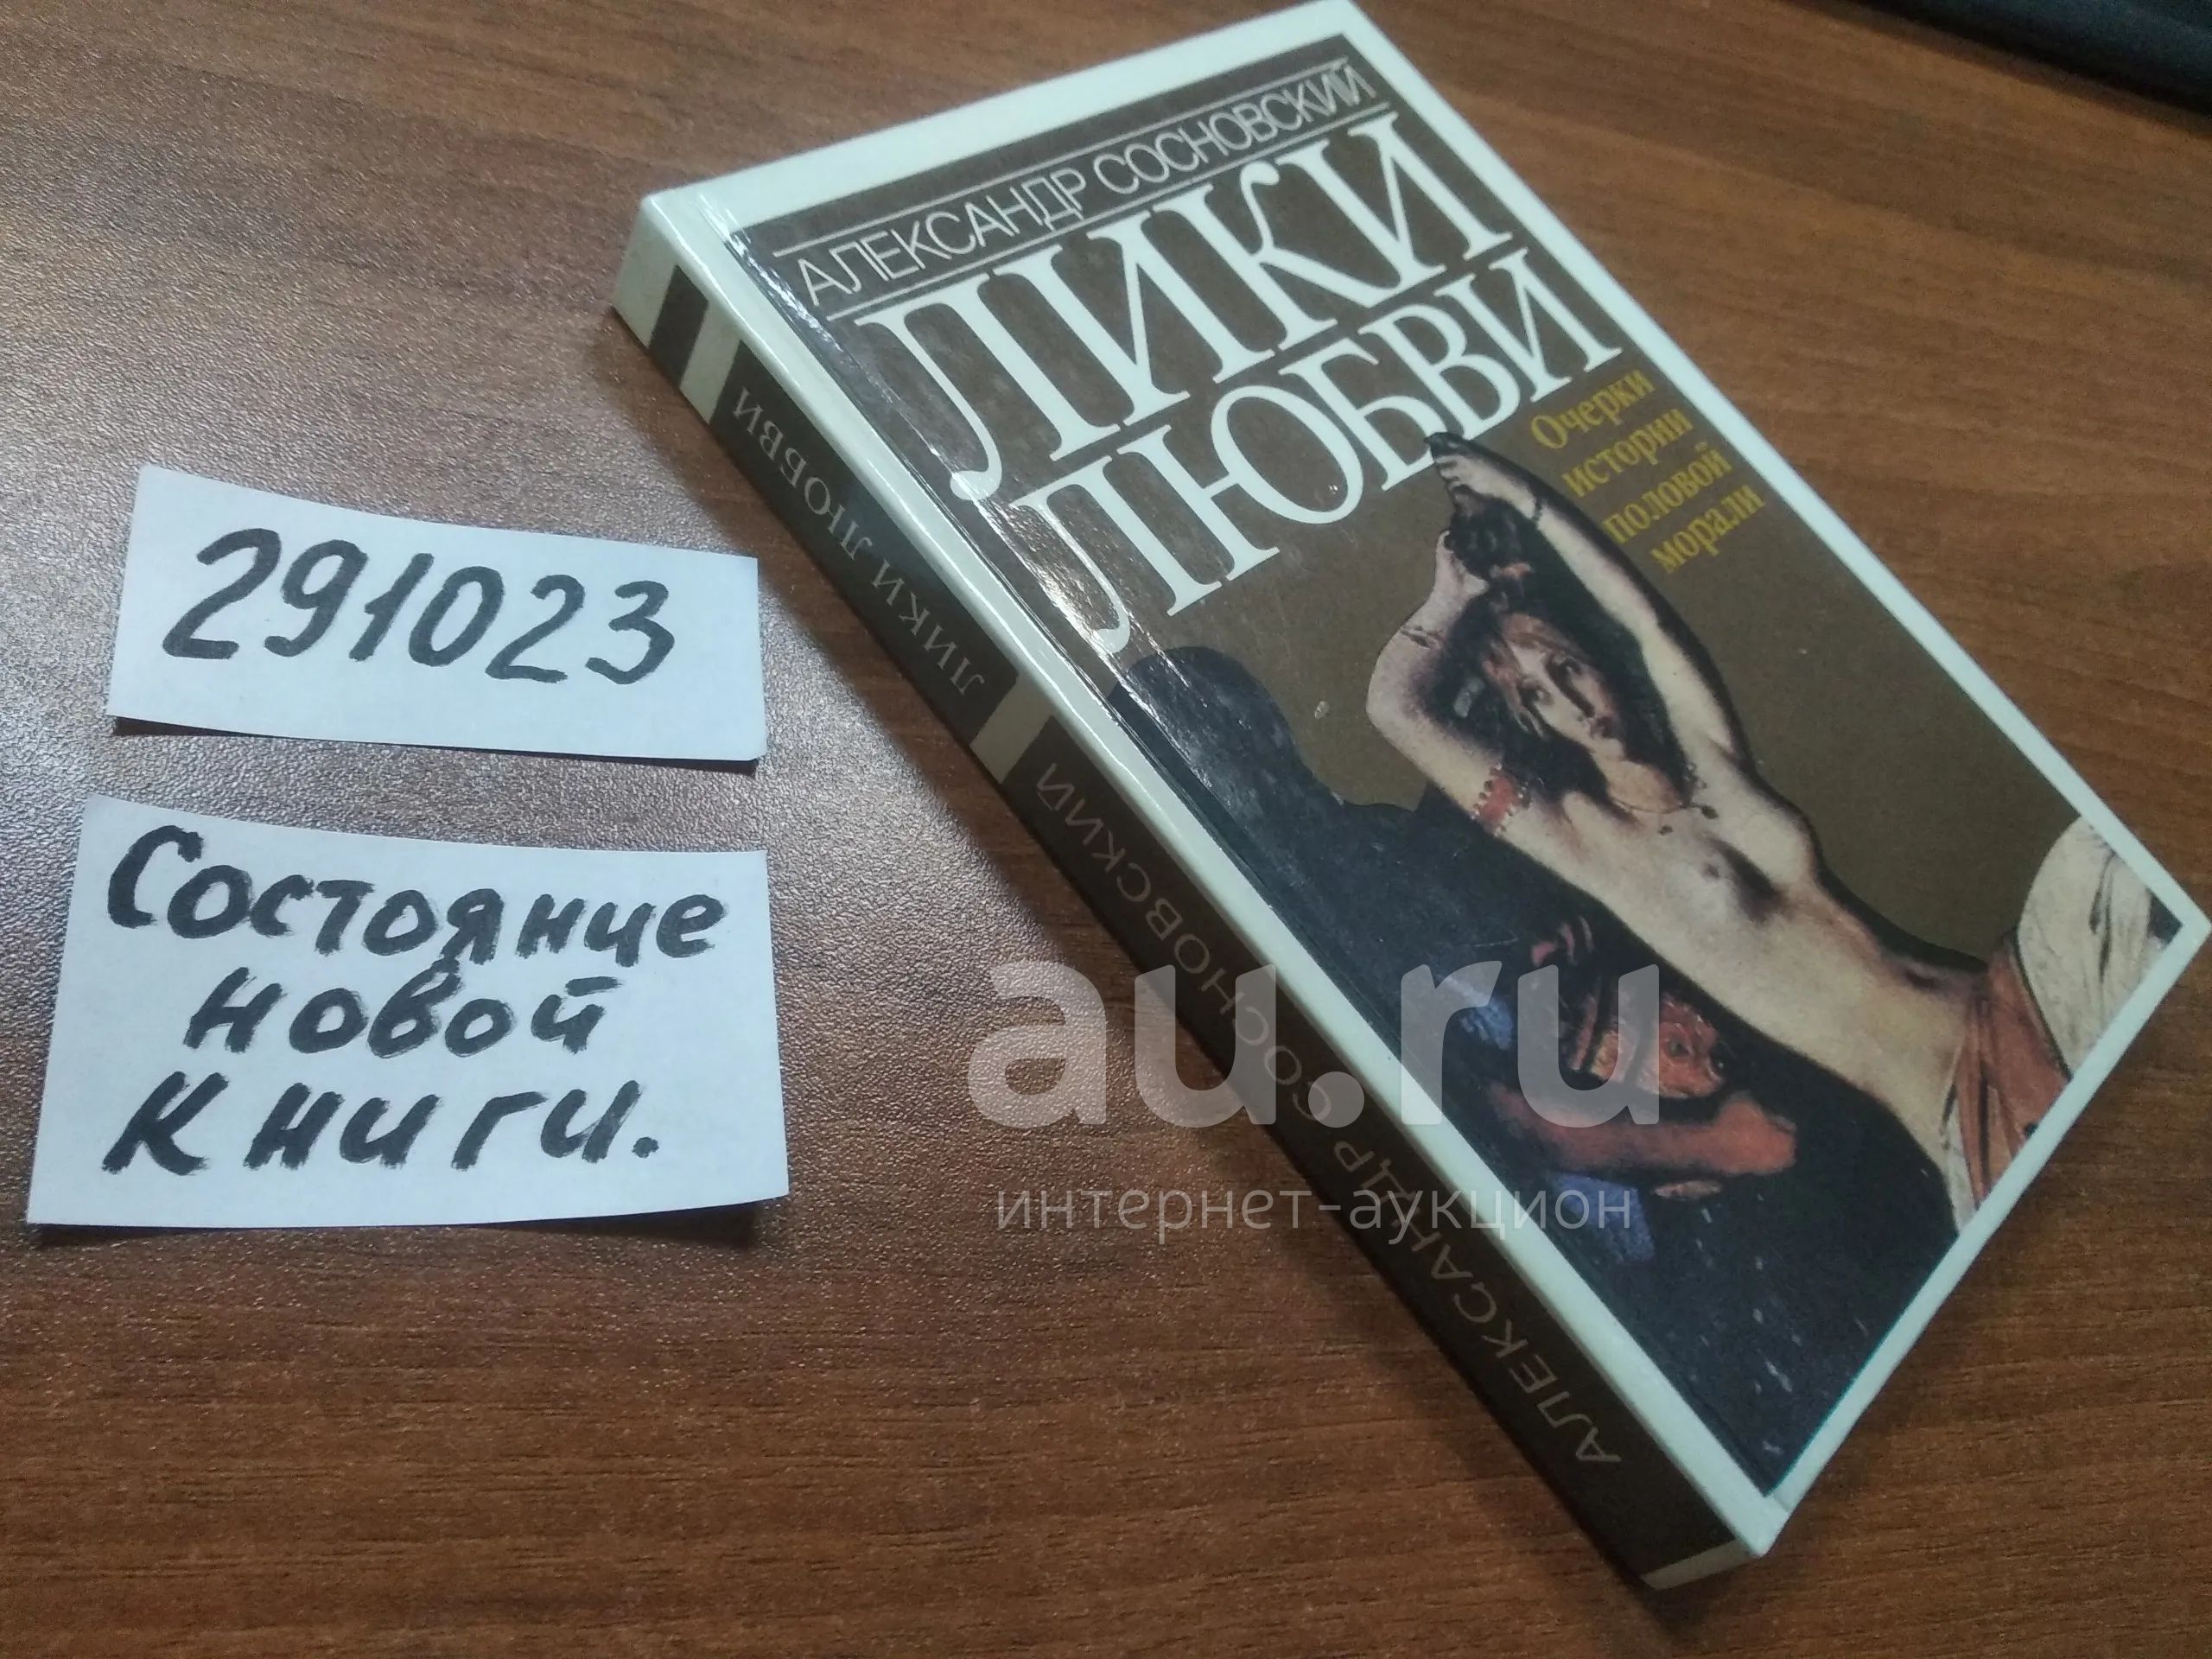 АЛЕКСАНДР СОСНОВСКИЙ
ЛИКИ
ЛЮБВИ
Очерки
истории
половой
морали
ЛИКИ ЛЮБВИ
АЛЕКСАНДР СОСНОВСКИЙ
291023
Состояние
новой
книги.
au.ru
интернет-аукцион